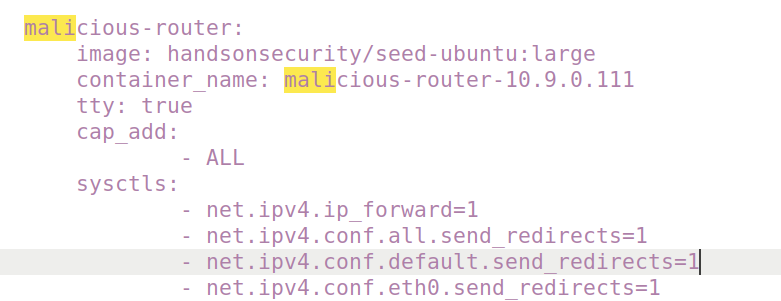 malicious-router:
image: handsonsecurity/seed-ubuntu:large
container_name: malicious-router-10.9.0.111
tty: true
cap_add:
- ALL
sysctls:
- net.ipv4.ip_forward=1
- net.ipv4.conf.all.send_redirects=1
- net.ipv4.conf.default.send_redirects=1
- net.ipv4.conf.eth0.send_redirects=1